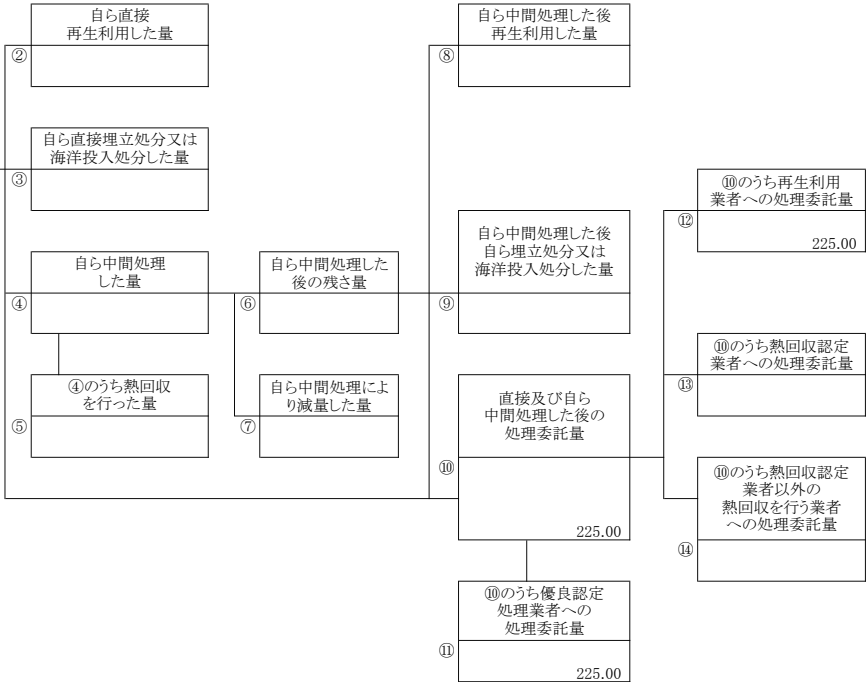 自ら直接
再生利用した量
②
自ら中間処理した後
再生利用した量
⑧
自ら直接埋立処分又は
海洋投入処分した量
③
⑩のうち再生利用
業者への処理委託量
⑫
225.00
自ら中間処理
した量
④
自ら中間処理した
後の残さ量
⑥
自ら中間処理した後
自ら埋立処分又は
海洋投入処分した量
⑨
⑩のうち熱回収認定
業者への処理委託量
⑬
④のうち熱回収
を行った量
⑤
自ら中間処理によ
り減量した量
⑦
直接及び自ら
中間処理した後の
処理委託量
⑩
225.00
⑩のうち熱回収認定
業者以外の
熱回収を行う業者
への処理委託量
⑭
⑩のうち優良認定
処理業者への
処理委託量
⑪
225.00